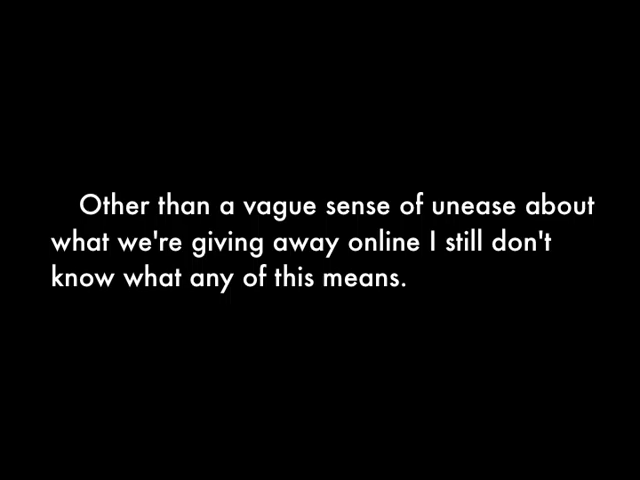 Other than a vague sense of unease about
what we're giving away online I still don't
know what any of this means.